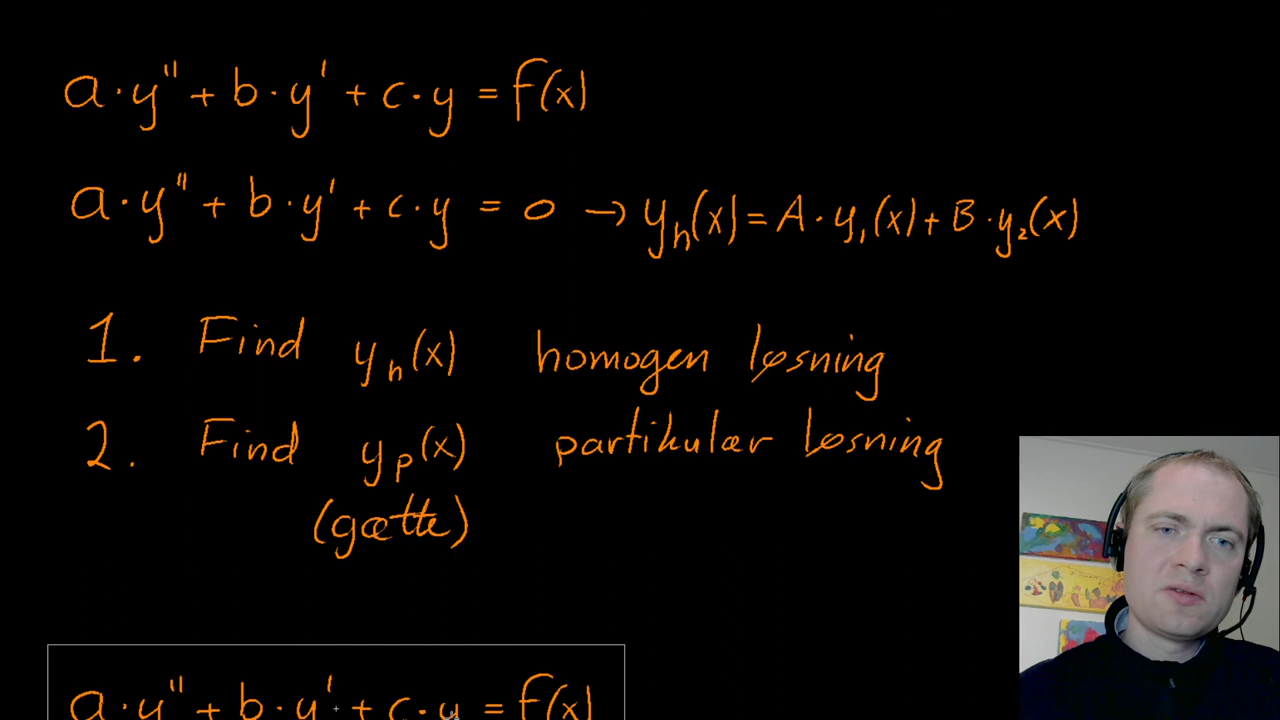 a·y'' + b·y' + c·y = f(x)
a·y'' + b·y' + c·y = 0 → y_h(x) = A·y_1(x) + B·y_2(x)
1. Find y_h(x) homogen løsning
2. Find y_p(x) partikulær løsning
(gætte)
a·y'' + b·y' + c·y = f(x)